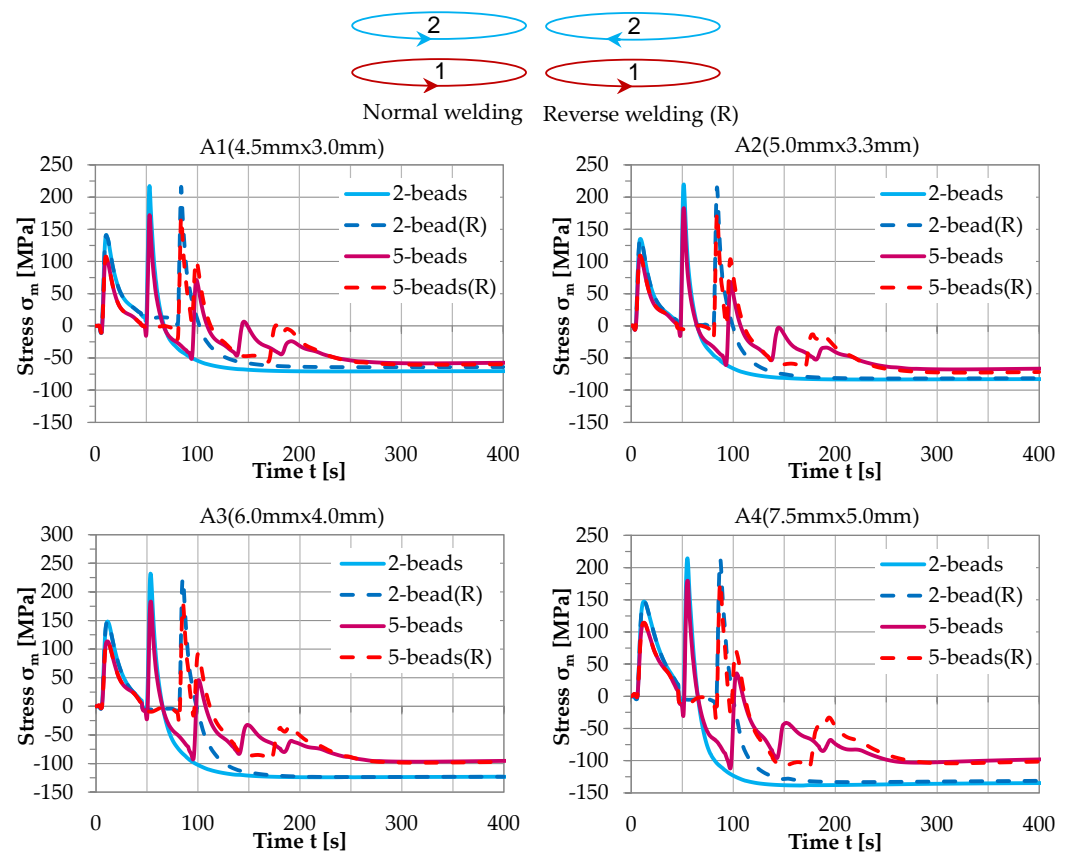 2 2
1 1
Normal welding Reverse welding (R)
A1(4.5mmx3.0mm)
250
200
150
100
50
0
-50
-100
-150
Stress σm [MPa]
2-beads
2-bead(R)
5-beads
5-beads(R)
0 100 200 300 400
Time t [s]
A2(5.0mmx3.3mm)
250
200
150
100
50
0
-50
-100
-150
Stress σm [MPa]
2-beads
2-bead(R)
5-beads
5-beads(R)
0 100 200 300 400
Time t [s]
A3(6.0mmx4.0mm)
300
250
200
150
100
50
0
-50
-100
-150
Stress σm [MPa]
2-beads
2-bead(R)
5-beads
5-beads(R)
0 100 200 300 400
Time t [s]
A4(7.5mmx5.0mm)
250
200
150
100
50
0
-50
-100
-150
Stress σm [MPa]
2-beads
2-bead(R)
5-beads
5-beads(R)
0 100 200 300 400
Time t [s]